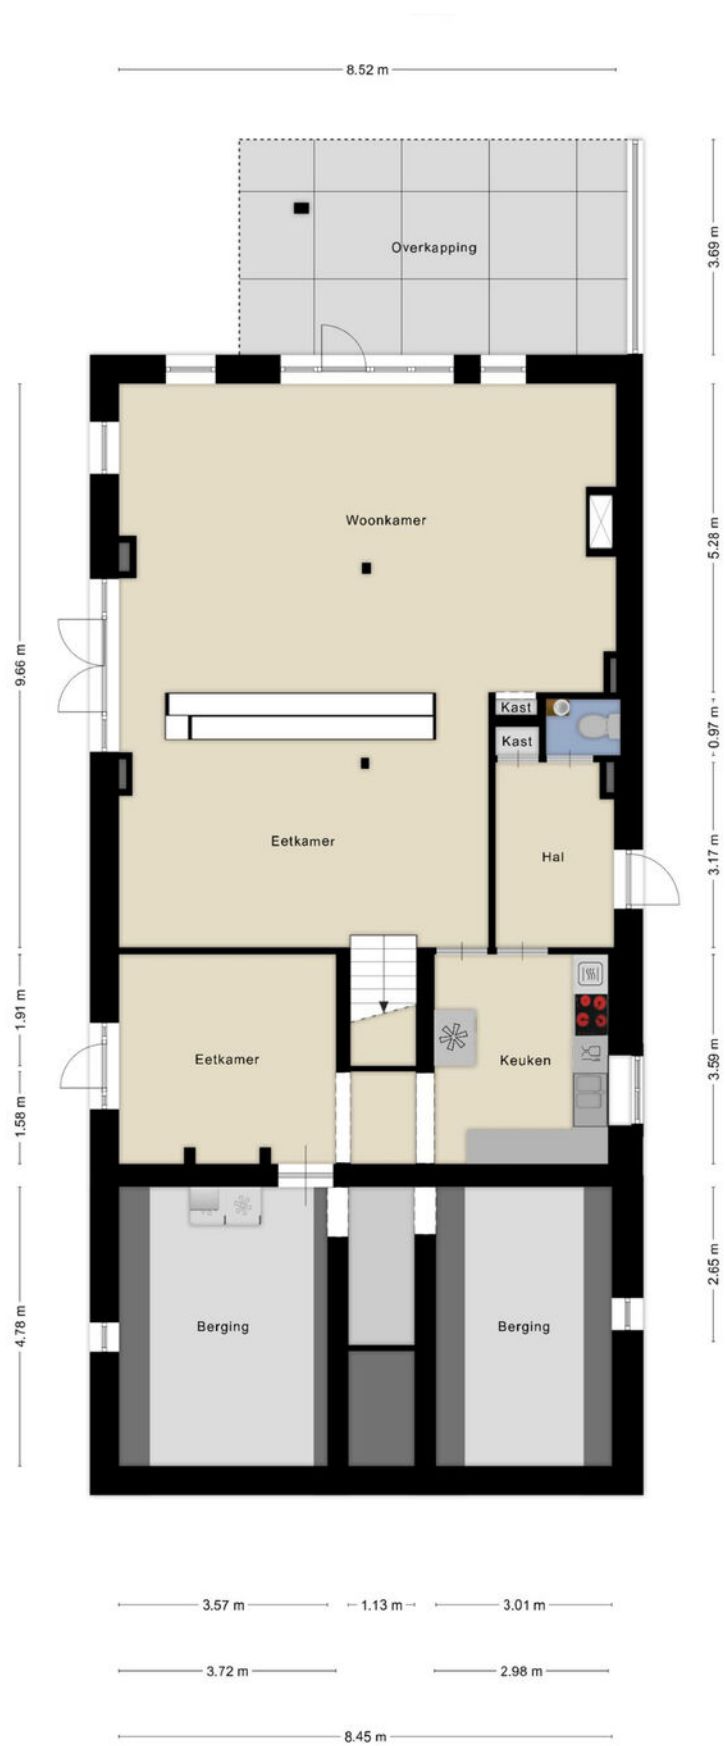 8.52 m
3.69 m
Overkapping
9.66 m
5.28 m
Woonkamer
Kast
0.97 m
Kast
Eetkamer
Hal
3.17 m
1.91 m
Eetkamer
Keuken
3.59 m
1.58 m
4.78 m
2.65 m
Berging
Berging
3.57 m
1.13 m
3.01 m
3.72 m
2.98 m
8.45 m